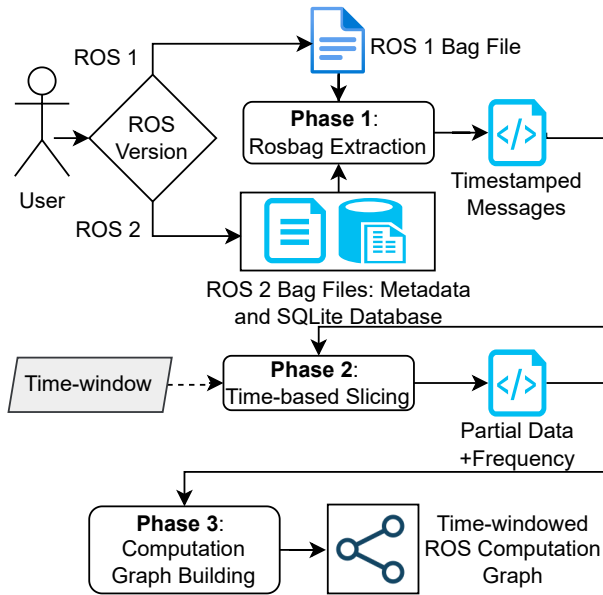 ROS 1
ROS 1 Bag File
ROS
Version
Phase 1:
Rosbag Extraction
User
Timestamped
Messages
ROS 2
ROS 2 Bag Files: Metadata
and SQLite Database
Time-window
Phase 2:
Time-based Slicing
Partial Data
+Frequency
Phase 3:
Computation
Graph Building
Time-windowed
ROS Computation
Graph